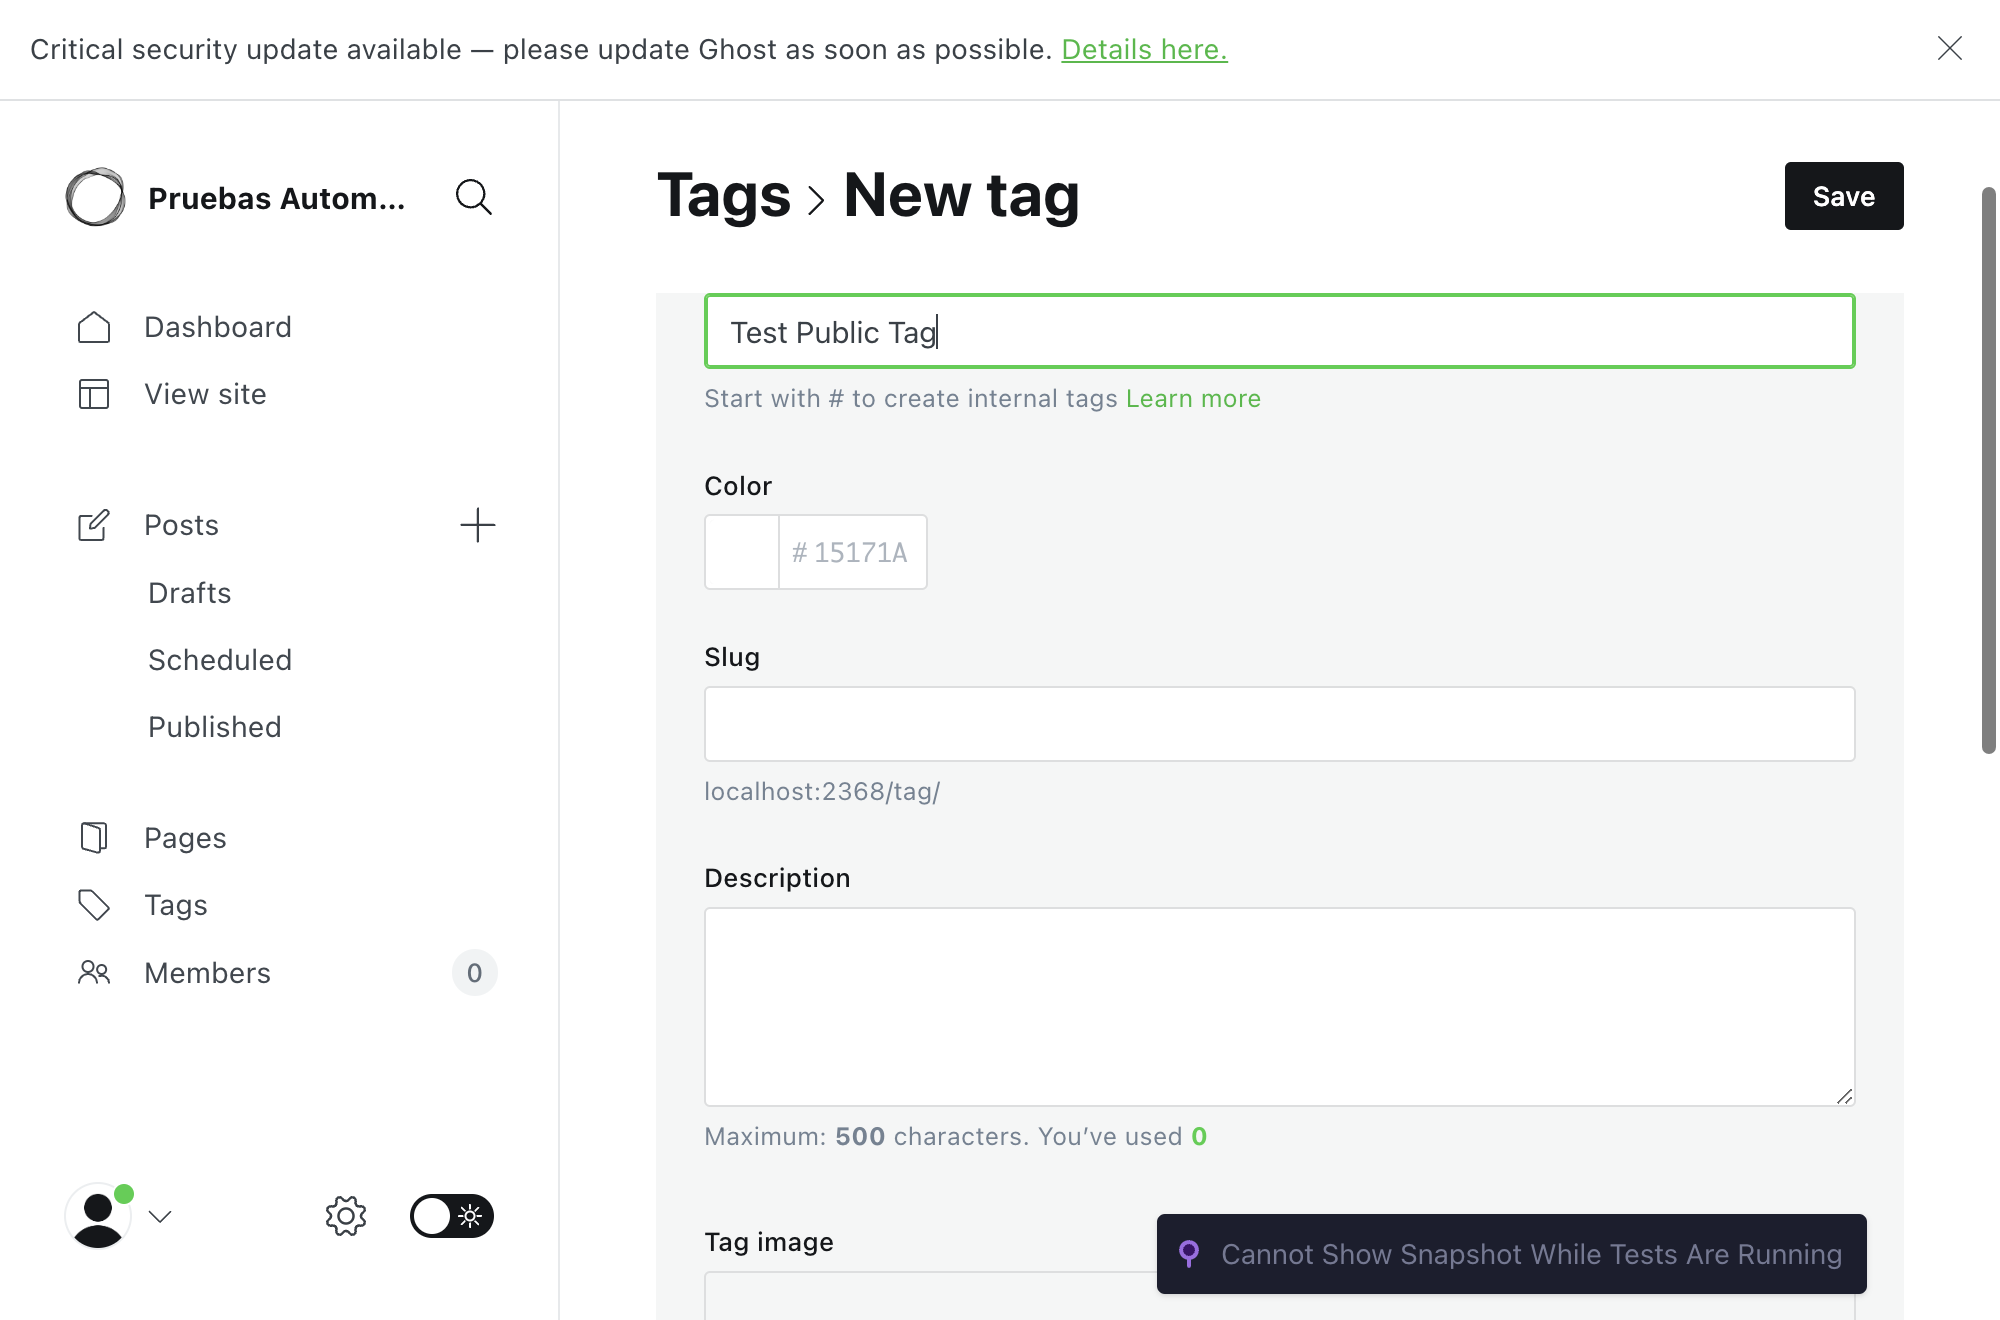 Critical security update available — please update Ghost as soon as possible. Details here.
Pruebas Autom...
Dashboard
View site
Posts
Drafts
Scheduled
Published
Pages
Tags
Members
0
Tags › New tag
Save
Test Public Tag
Start with # to create internal tags Learn more
Color
# 15171A
Slug
localhost:2368/tag/
Description
Maximum: 500 characters. You’ve used 0
Tag image
Cannot Show Snapshot While Tests Are Running